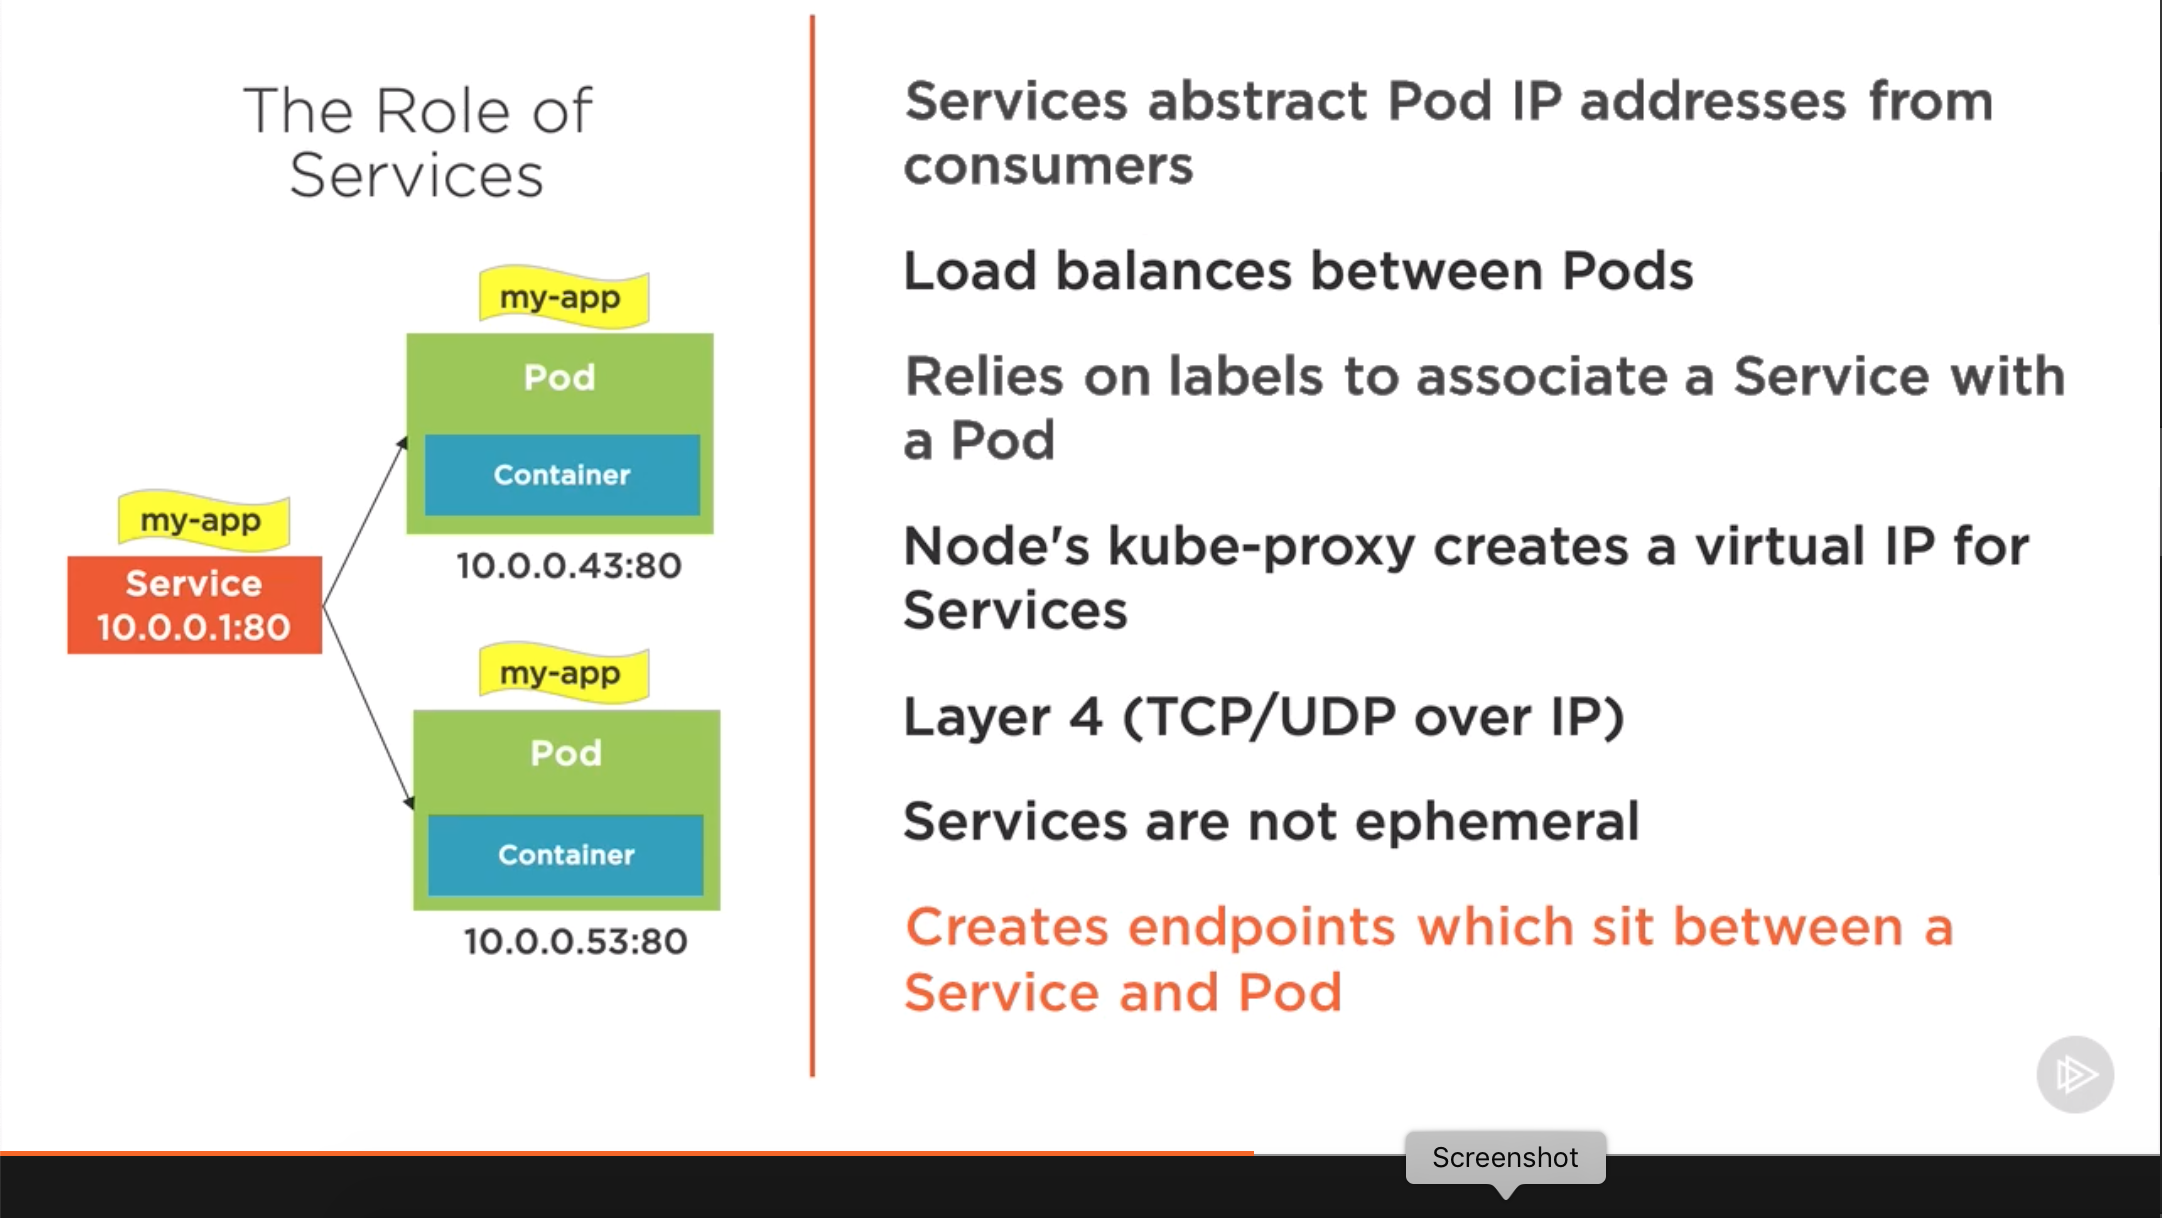 The Role of
Services
my-app
Pod
Container
10.0.0.43:80
my-app
Service
10.0.0.1:80
my-app
Pod
Container
10.0.0.53:80
Services abstract Pod IP addresses from
consumers
Load balances between Pods
Relies on labels to associate a Service with
a Pod
Node's kube-proxy creates a virtual IP for
Services
Layer 4 (TCP/UDP over IP)
Services are not ephemeral
Creates endpoints which sit between a
Service and Pod
Screenshot